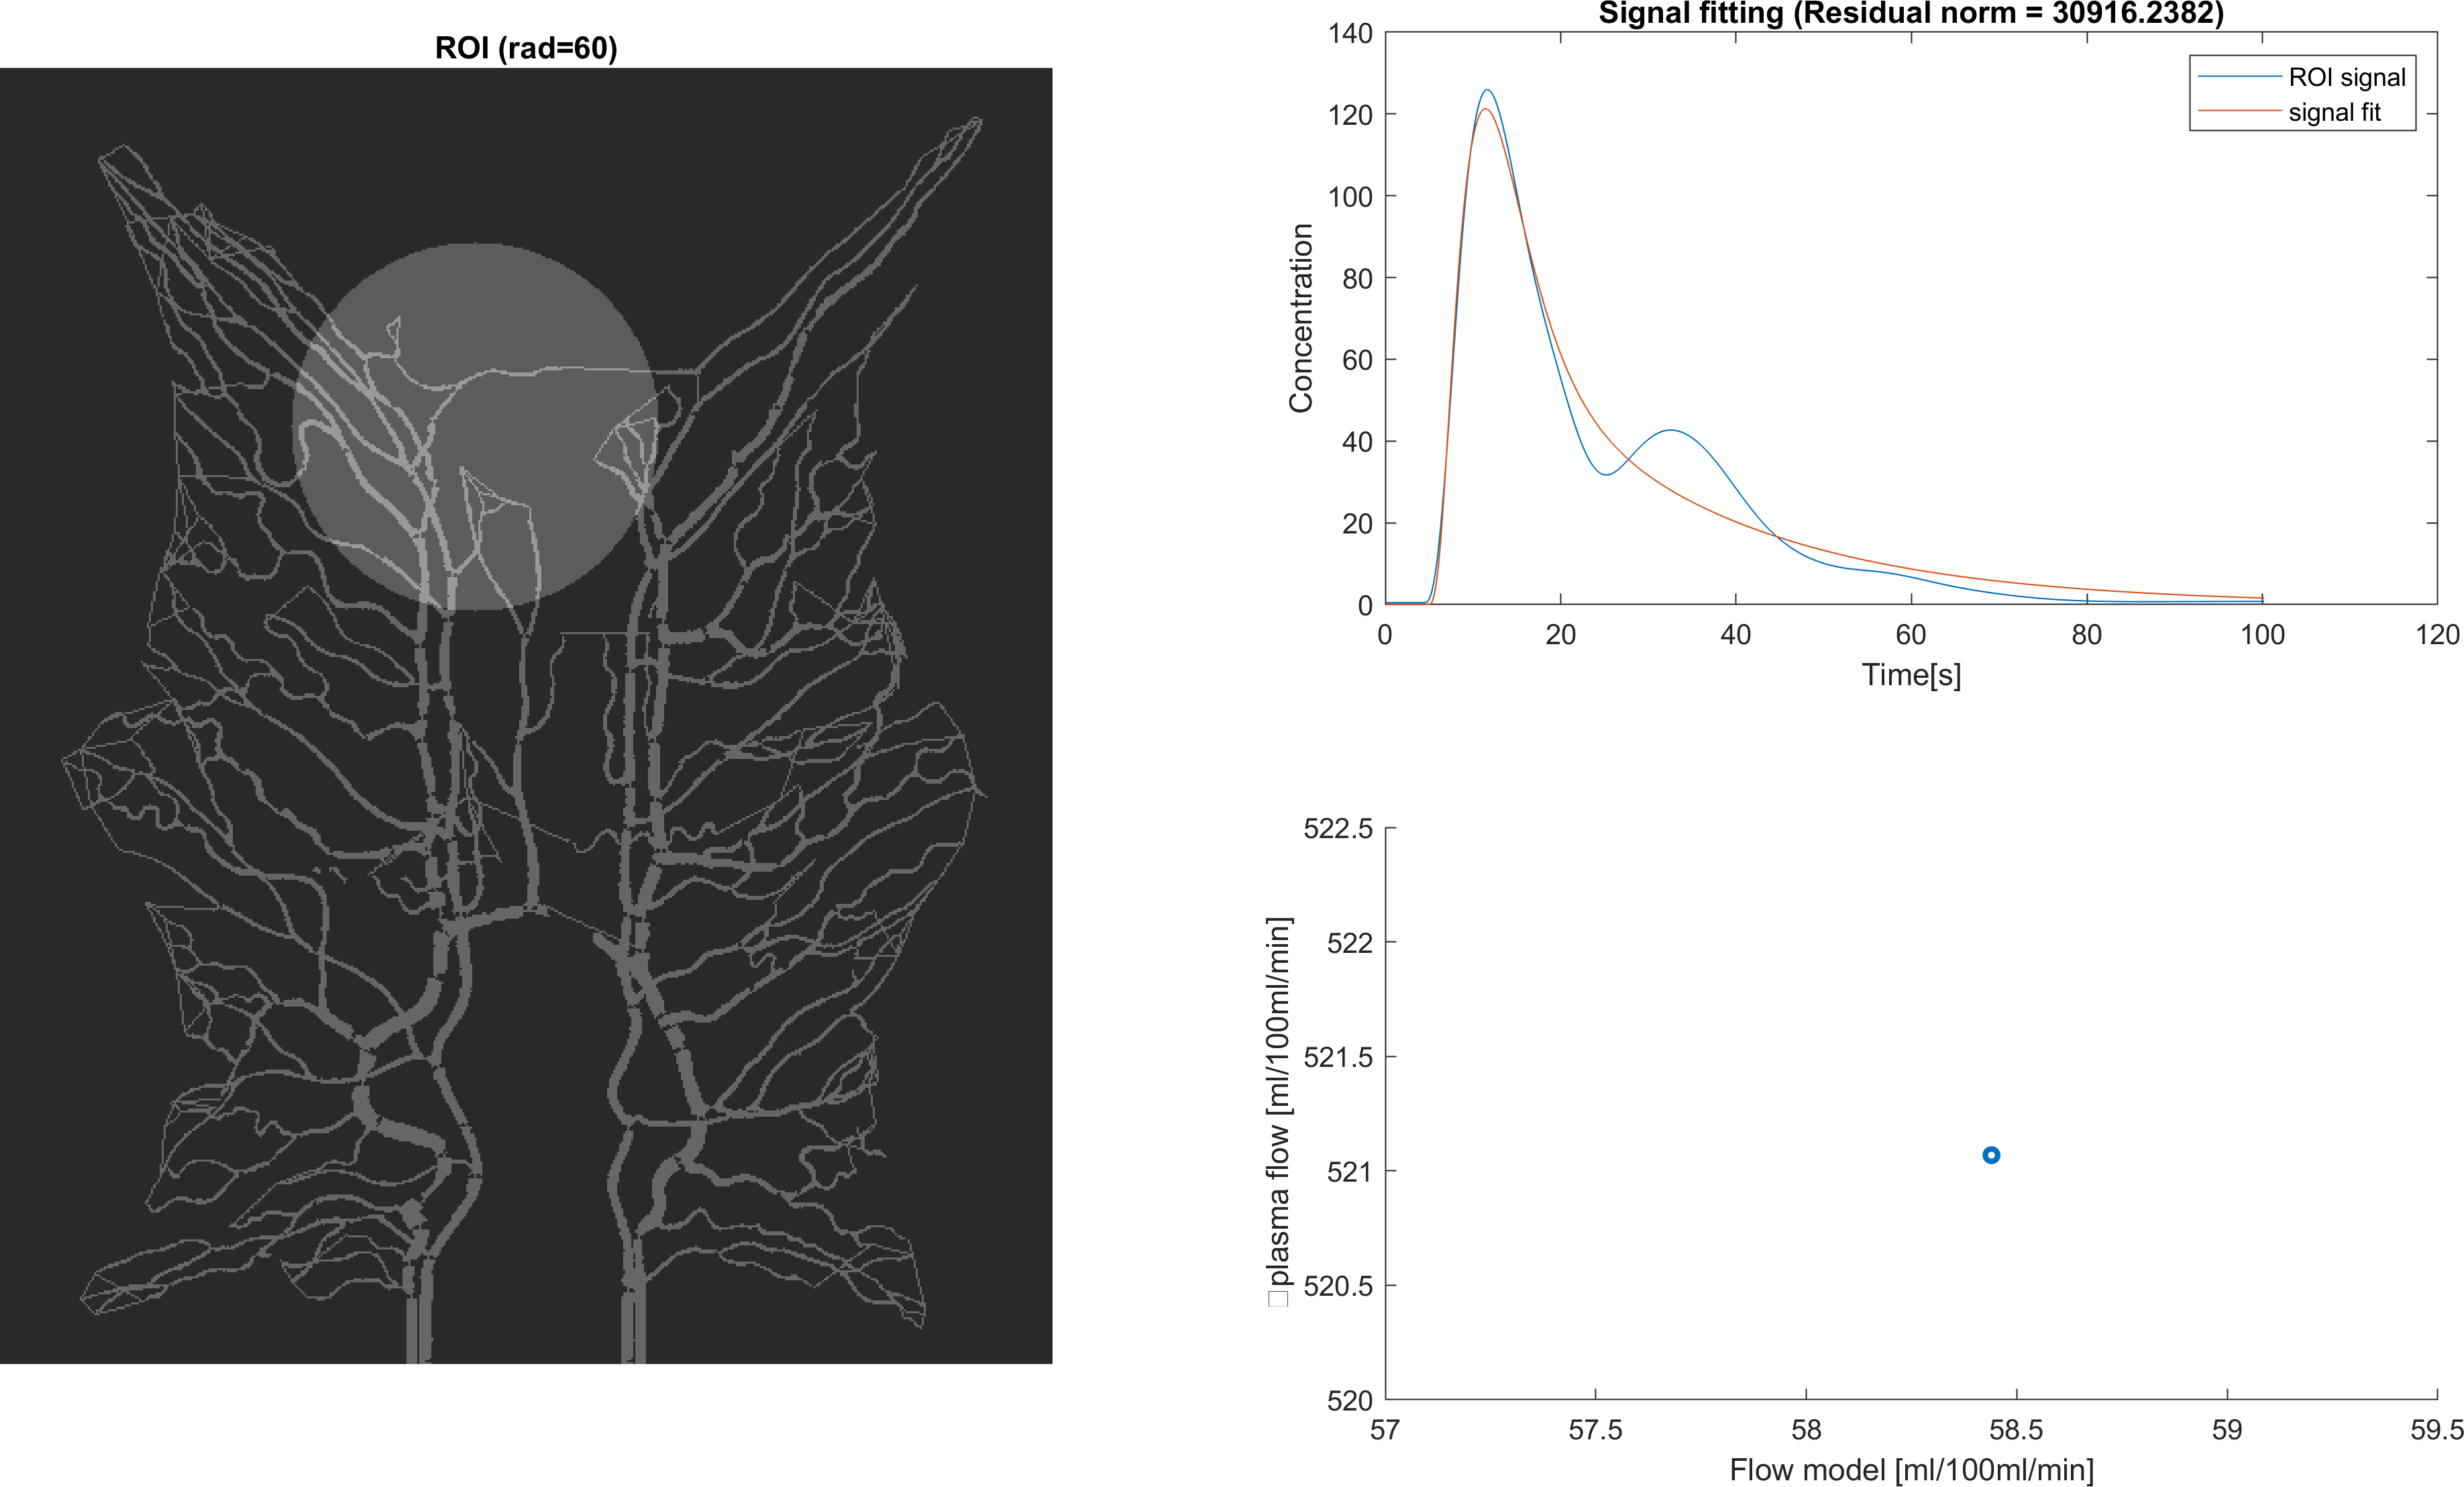 ROI (rad=60)
Signal fitting (Residual norm = 30916.2382)
140
120
100
80
60
40
20
0
Concentration
ROI signal
signal fit
0 20 40 60 80 100 120
Time[s]
522.5
522
521.5
521
520.5
520
□plasma flow [ml/100ml/min]
57 57.5 58 58.5 59 59.5
Flow model [ml/100ml/min]